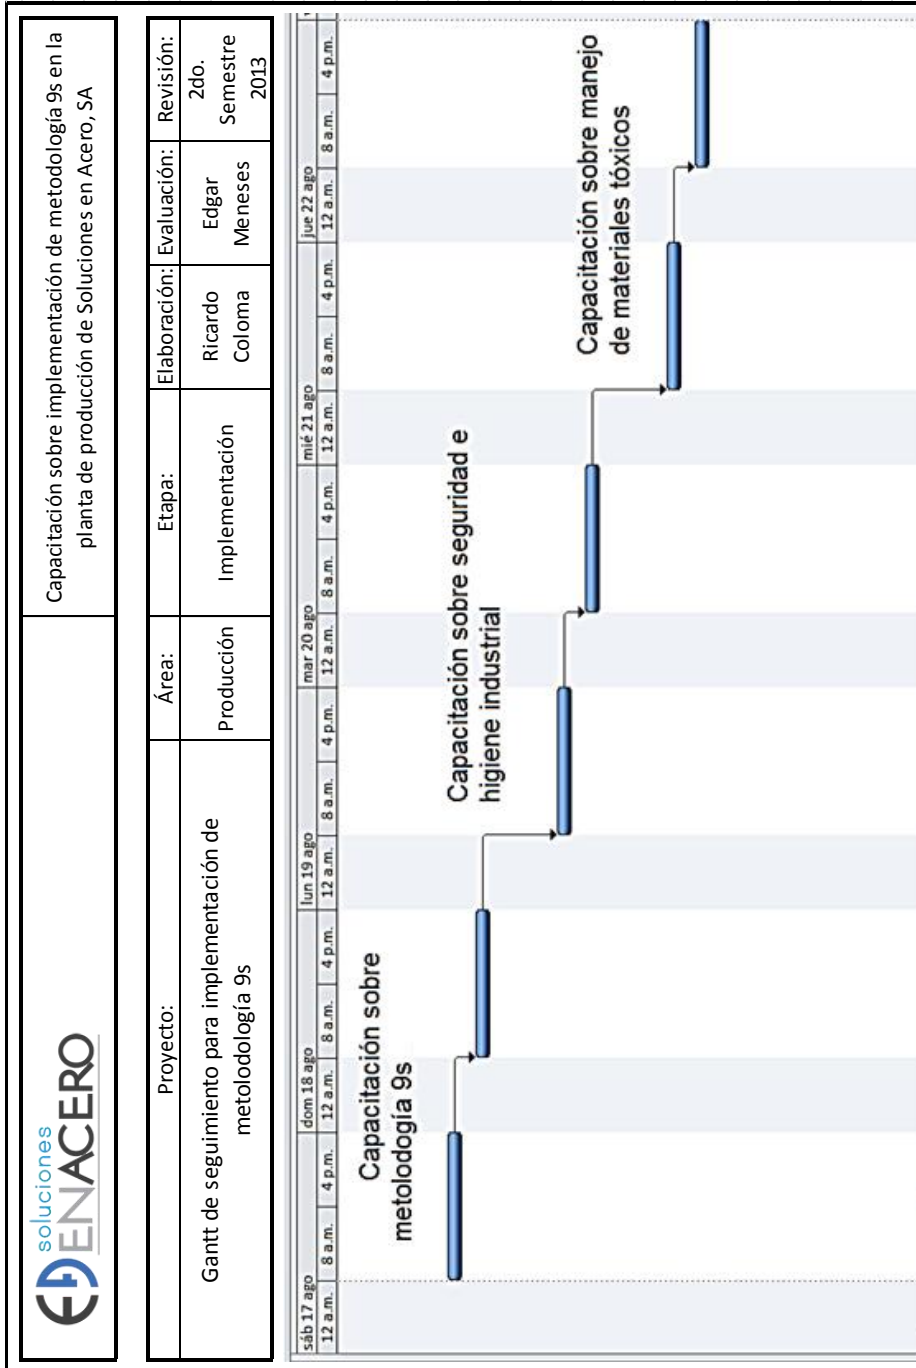 soluciones
ENACERO
Capacitación sobre implementación de metodología 9s en la
planta de producción de Soluciones en Acero, SA
Proyecto:
Área:
Etapa:
Elaboración:
Evaluación:
Revisión:
Gantt de seguimiento para implementación de
metolodología 9s
Producción
Implementación
Ricardo
Coloma
Edgar
Meneses
2do.
Semestre
2013
sáb 17 ago
dom 18 ago
lun 19 ago
mar 20 ago
mié 21 ago
jue 22 ago
12 a.m. 8 a.m. 4 p.m. 12 a.m. 8 a.m. 4 p.m. 12 a.m. 8 a.m. 4 p.m. 12 a.m. 8 a.m. 4 p.m. 12 a.m. 8 a.m. 4 p.m. 12 a.m. 8 a.m. 4 p.m.
Capacitación sobre
metolodogía 9s
Capacitación sobre seguridad e
higiene industrial
Capacitación sobre manejo
de materiales tóxicos